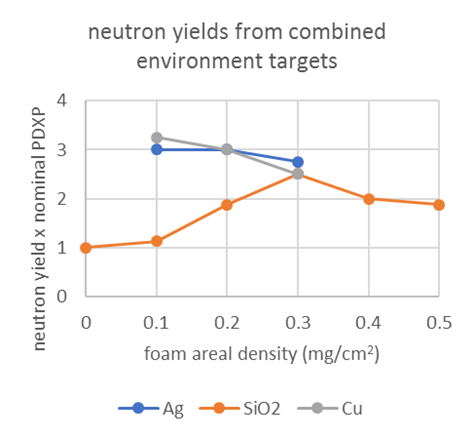 neutron yields from combined
environment targets
neutron yield x nominal PDXP
4
3
2
1
0
0 0.1 0.2 0.3 0.4 0.5
foam areal density (mg/cm²)
Ag SiO2 Cu